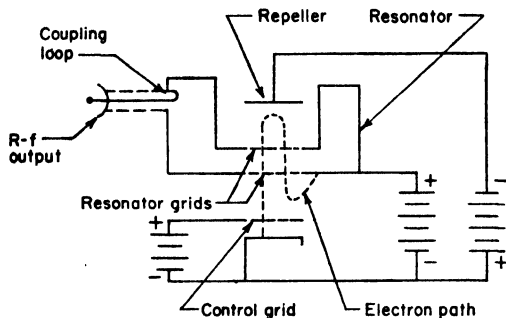 Coupling
loop
Repeller
Resonator
R-f
output
Resonator grids
+
-
+
-
-
+
Control grid
Electron path